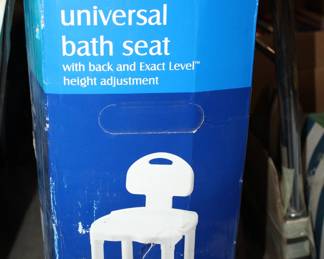 universal
bath seat
with back and Exact Level™
height adjustment